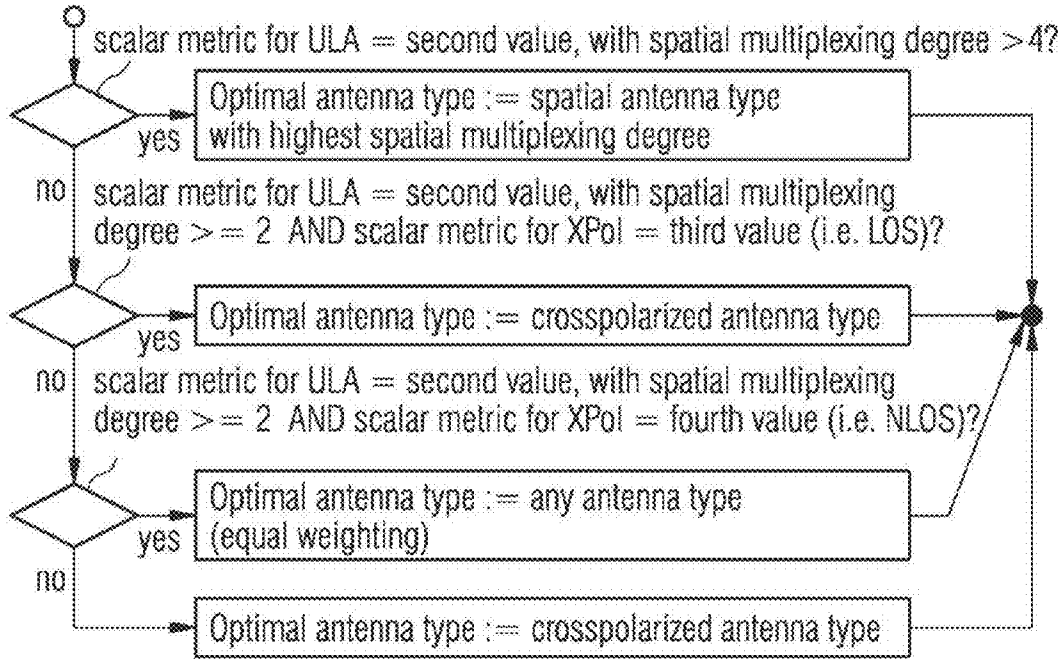 scalar metric for ULA = second value, with spatial multiplexing degree >4?
Optimal antenna type := spatial antenna type
with highest spatial multiplexing degree
yes
no
scalar metric for ULA = second value, with spatial multiplexing
degree >= 2 AND scalar metric for XPol = third value (i.e. LOS)?
Optimal antenna type := crosspolarized antenna type
yes
no
scalar metric for ULA = second value, with spatial multiplexing
degree >= 2 AND scalar metric for XPol = fourth value (i.e. NLOS)?
Optimal antenna type := any antenna type
(equal weighting)
yes
no
Optimal antenna type := crosspolarized antenna type